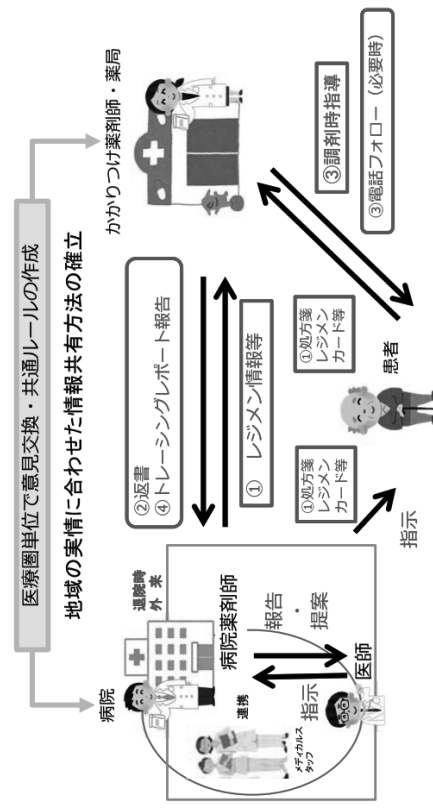 医療圏単位で意見交換・共通ルールの作成
地域の実情に合わせた情報共有方法の確立
病院
かかりつけ薬剤師・薬局
退院時
外 来
②返書
④トレーシングレポート報告
① レジメン情報等
病院薬剤師
連携
メディカルス
タッフ
指示
報告
・
提案
医師
指示
①処方箋
レジメン
カード等
①処方箋
レジメン
カード等
患者
③調剤時指導
③電話フォロー（必要時）